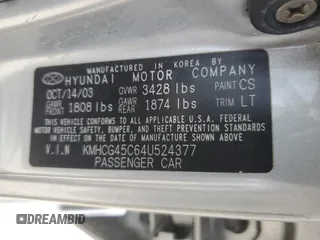 MANUFACTURED IN KOREA BY
HYUNDAI MOTOR COMPANY
OCT/14/03 GVWR 3428 lbs PAINT CS
GAWR FRONT 1808 lbs GAWR REAR 1874 lbs TRIM LT
THIS VEHICLE CONFORMS TO ALL APPLICABLE
FEDERAL MOTOR VEHICLE SAFETY
BUMPER, AND THEFT PREVENTION STANDARDS
IN EFFECT ON THE DATE OF MANUFACTURE
SHOWN ABOVE.
V.I.N KMHCG45C64U524377
PASSENGER CAR
DREAMBID